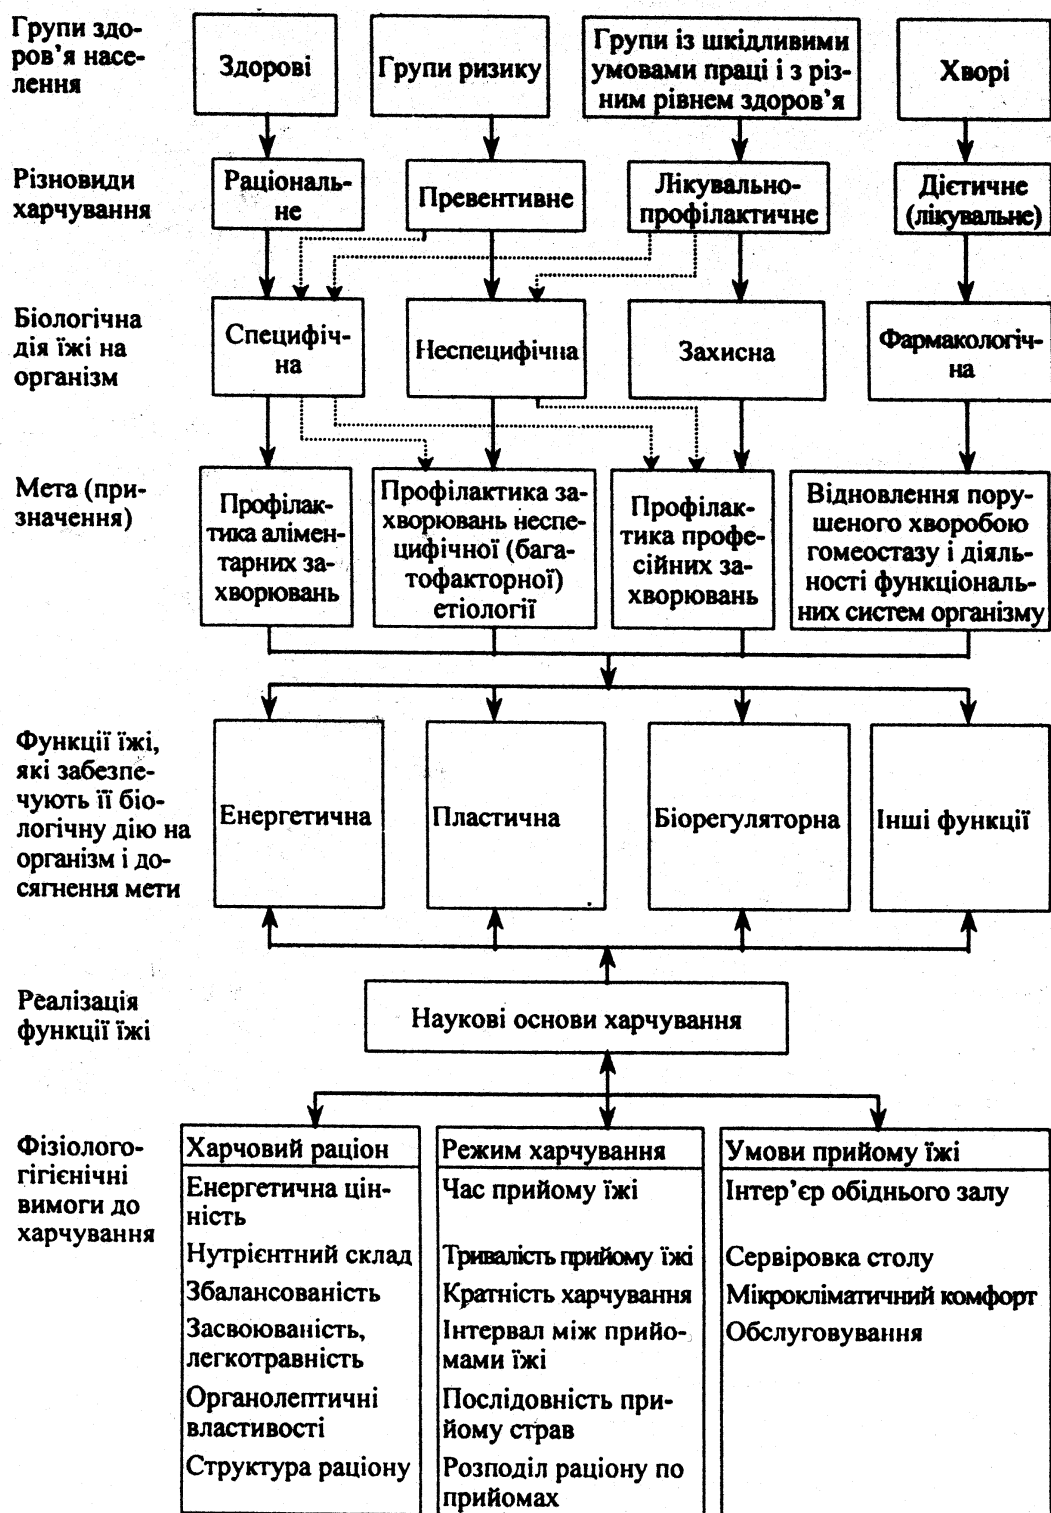 Групи здо-
ров’я насе-
лення
Здорові
Групи ризику
Групи із шкідливими
умовами праці і з різ-
ним рівнем здоров’я
Хворі
Різновиди
харчування
Раціональ-
не
Превентивне
Лікувально-
профілактичне
Дієтичне
(лікувальне)
Біологічна
дія їжі на
організм
Специфіч-
на
Неспецифічна
Захисна
Фармакологіч-
на
Мета (при-
значення)
Профілак-
тика алімен-
тарних за-
хворювань
Профілактика за-
хворювань неспе-
цифічної (бага-
тофакторної)
етіології
Профілак-
тика профе-
сійних за-
хворювань
Відновлення пору-
шеного хворобою
гомеостазу і діяль-
ності функціональ-
них систем організму
Функції їжі,
які забезпе-
чують її біо-
логічну дію на
організм і до-
сягнення мети
Енергетична
Пластична
Біорегуляторна
Інші функції
Реалізація
функції їжі
Наукові основи харчування
Фізіолого-
гігієнічні
вимоги до
харчування
Харчовий раціон
Енергетична цін-
ність
Нутрієнтний склад
Збалансованість
Засвоюваність,
легкотравність
Органолептичні
властивості
Структура раціону
Режим харчування
Час прийому їжі
Тривалість прийому їжі
Кратність харчування
Інтервал між прийо-
мами їжі
Послідовність при-
йому страв
Розподіл раціону по
прийомах
Умови прийому їжі
Інтер’єр обіднього залу
Сервіровка столу
Мікрокліматичний комфорт
Обслуговування